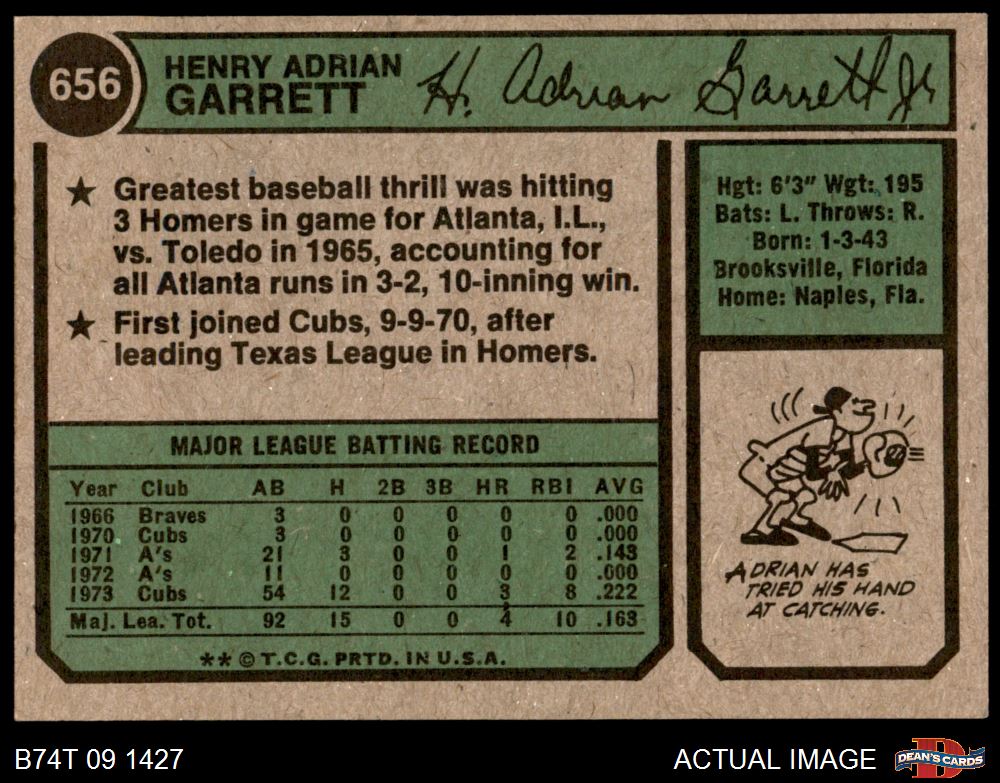 656
HENRY ADRIAN
GARRETT
H. Adrian Garrett Jr
★ Greatest baseball thrill was hitting
3 Homers in game for Atlanta, I.L.,
vs. Toledo in 1965, accounting for
all Atlanta runs in 3-2, 10-inning win.
★ First joined Cubs, 9-9-70, after
leading Texas League in Homers.
Hgt: 6'3" Wgt: 195
Bats: L. Throws: R.
Born: 1-3-43
Brooksville, Florida
Home: Naples, Fla.
MAJOR LEAGUE BATTING RECORD
Year Club AB H 2B 3B HR RBI AVG
1966 Braves 3 0 0 0 0 0 .000
1970 Cubs 3 0 0 0 0 0 .000
1971 A's 21 3 0 0 1 2 .143
1972 A's 11 0 0 0 0 0 .000
1973 Cubs 54 12 0 0 3 8 .222
Maj. Lea. Tot. 92 15 0 0 4 10 .163
** © T.C.G. PRTD. IN U.S.A.
ADRIAN HAS
TRIED HIS HAND
AT CATCHING.
B74T 09 1427
ACTUAL IMAGE
D
DEAN'S CARDS